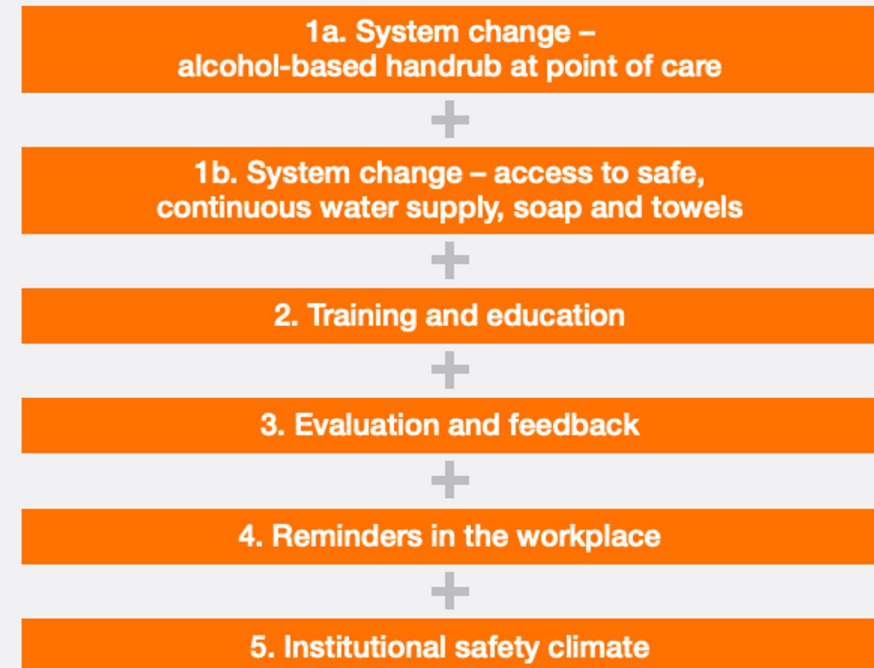 1a. System change –
alcohol-based handrub at point of care
+
1b. System change – access to safe,
continuous water supply, soap and towels
+
2. Training and education
+
3. Evaluation and feedback
+
4. Reminders in the workplace
+
5. Institutional safety climate